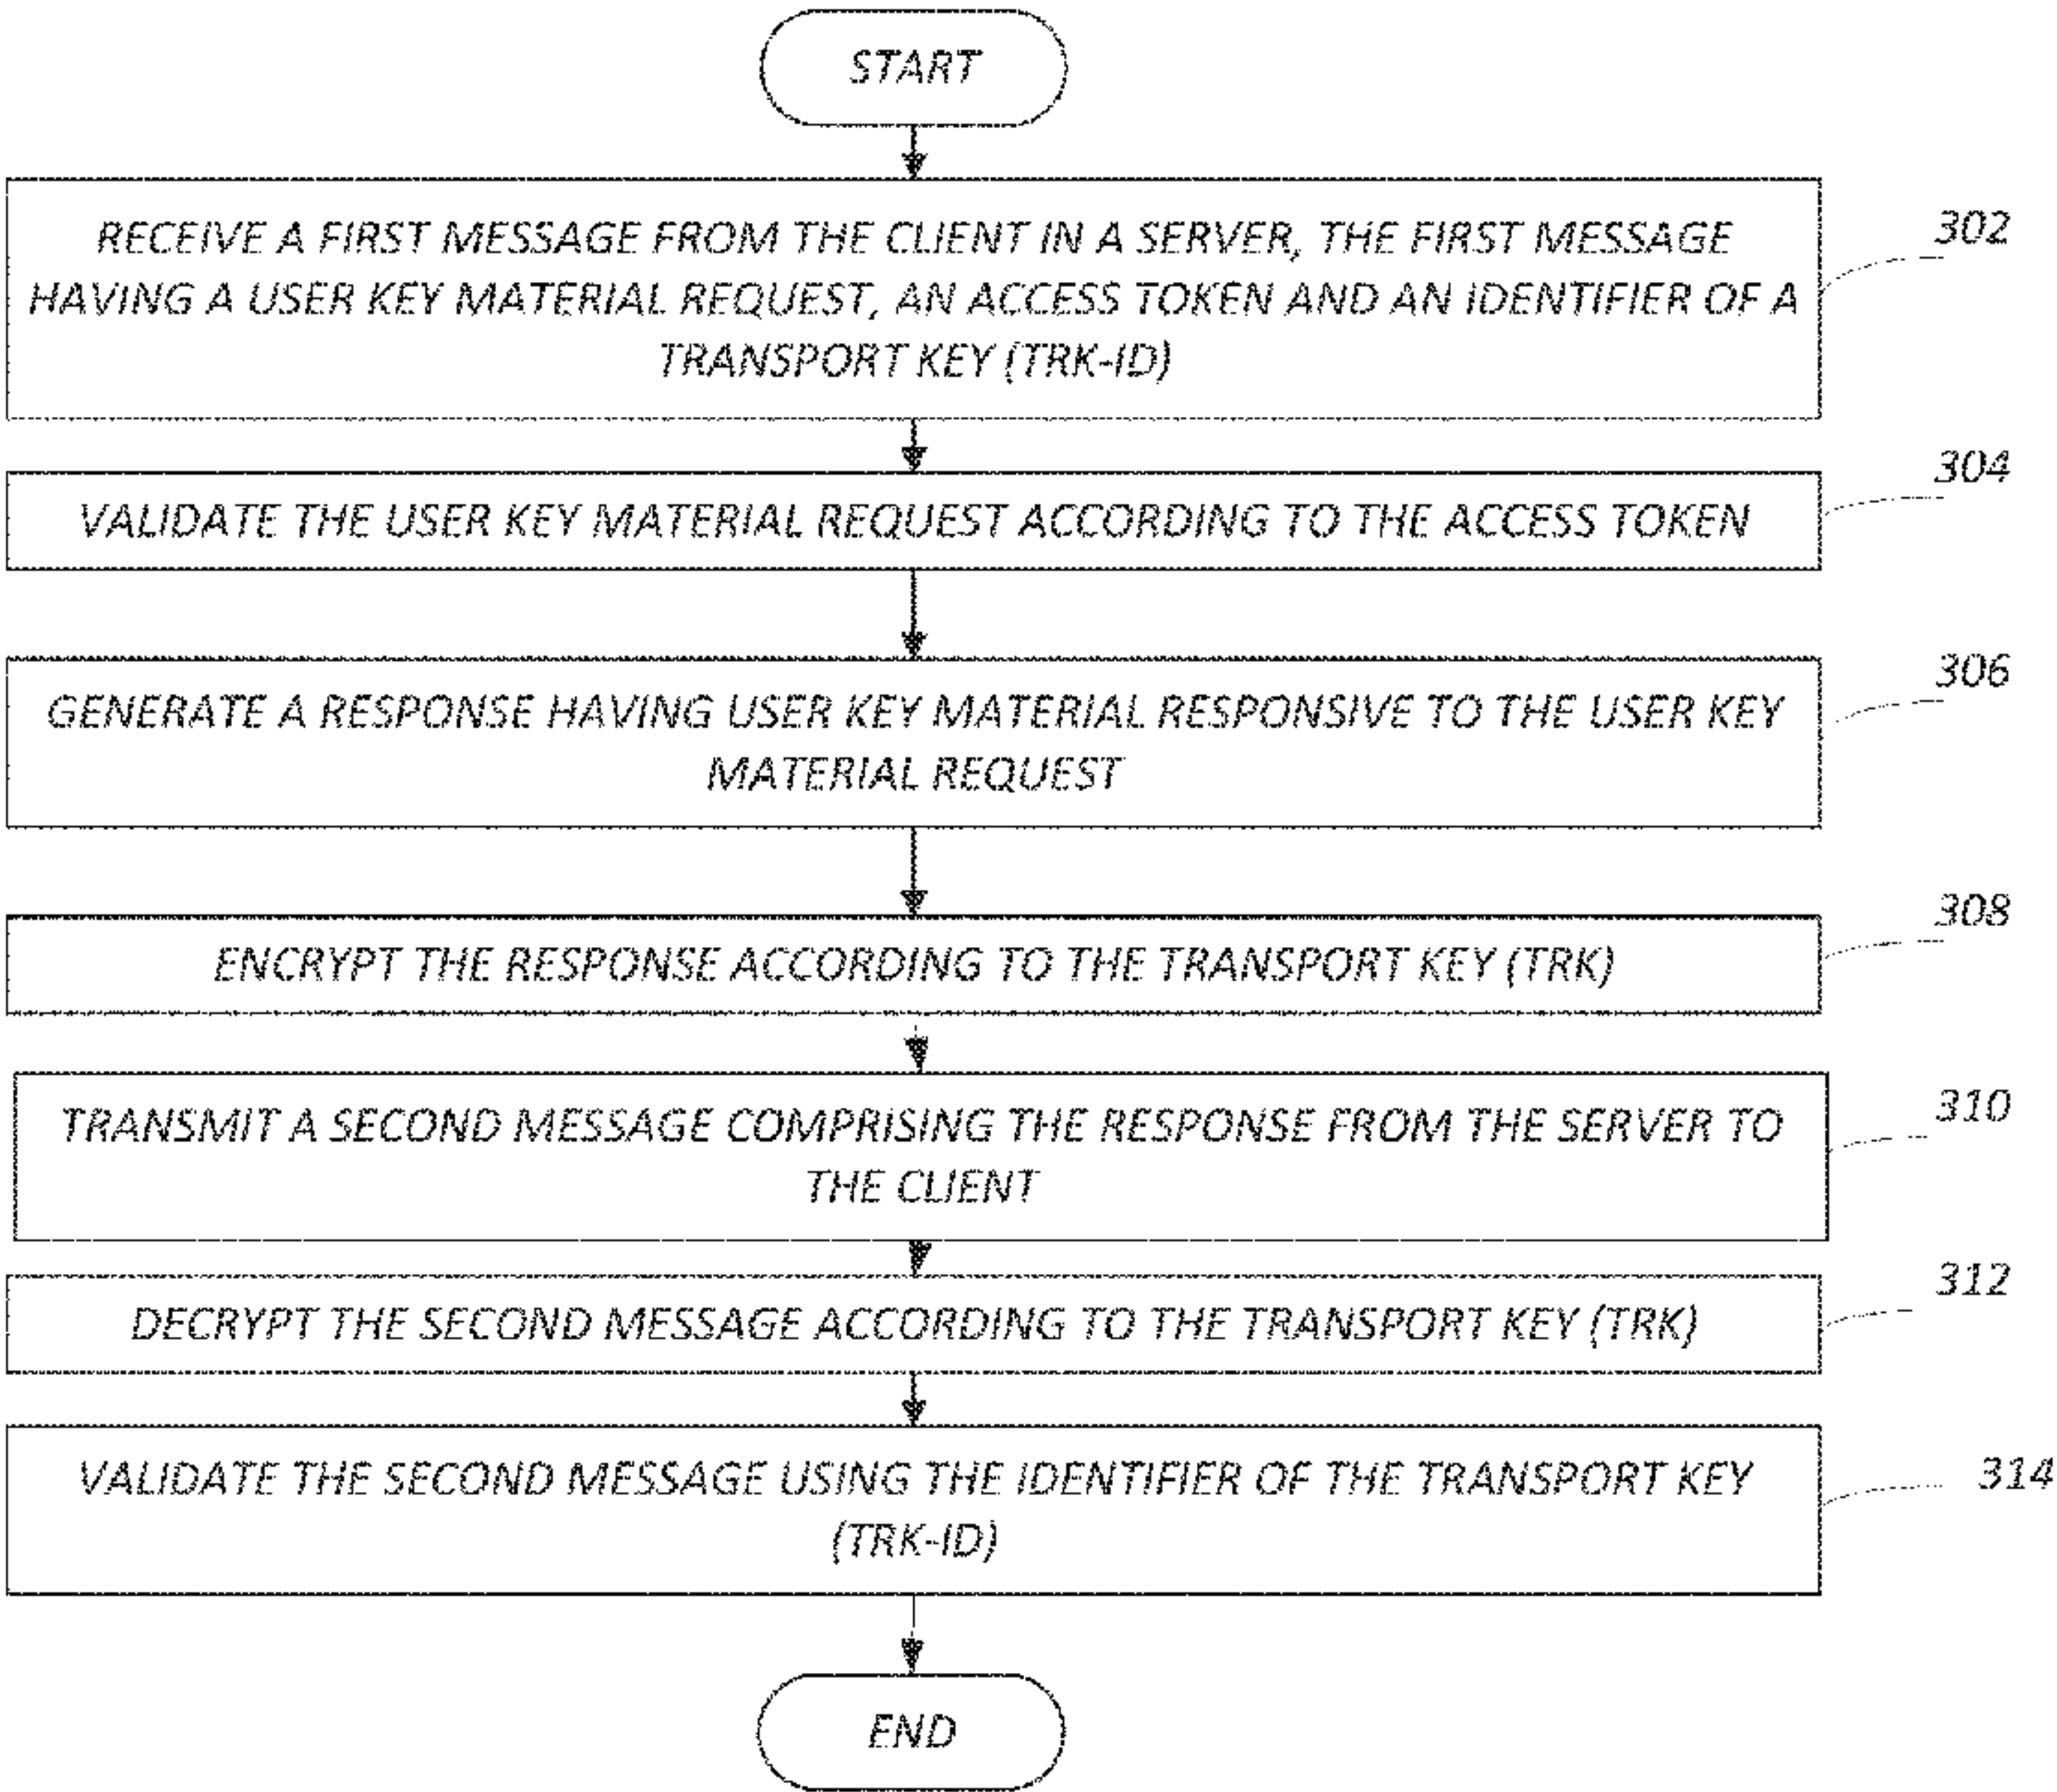 START
RECEIVE A FIRST MESSAGE FROM THE CLIENT IN A SERVER, THE FIRST MESSAGE
HAVING A USER KEY MATERIAL REQUEST, AN ACCESS TOKEN AND AN IDENTIFIER OF A
TRANSPORT KEY (TRK-ID)
302
VALIDATE THE USER KEY MATERIAL REQUEST ACCORDING TO THE ACCESS TOKEN
304
GENERATE A RESPONSE HAVING USER KEY MATERIAL RESPONSIVE TO THE USER KEY
MATERIAL REQUEST
306
ENCRYPT THE RESPONSE ACCORDING TO THE TRANSPORT KEY (TRK)
308
TRANSMIT A SECOND MESSAGE COMPRISING THE RESPONSE FROM THE SERVER TO
THE CLIENT
310
DECRYPT THE SECOND MESSAGE ACCORDING TO THE TRANSPORT KEY (TRK)
312
VALIDATE THE SECOND MESSAGE USING THE IDENTIFIER OF THE TRANSPORT KEY
(TRK-ID)
314
END